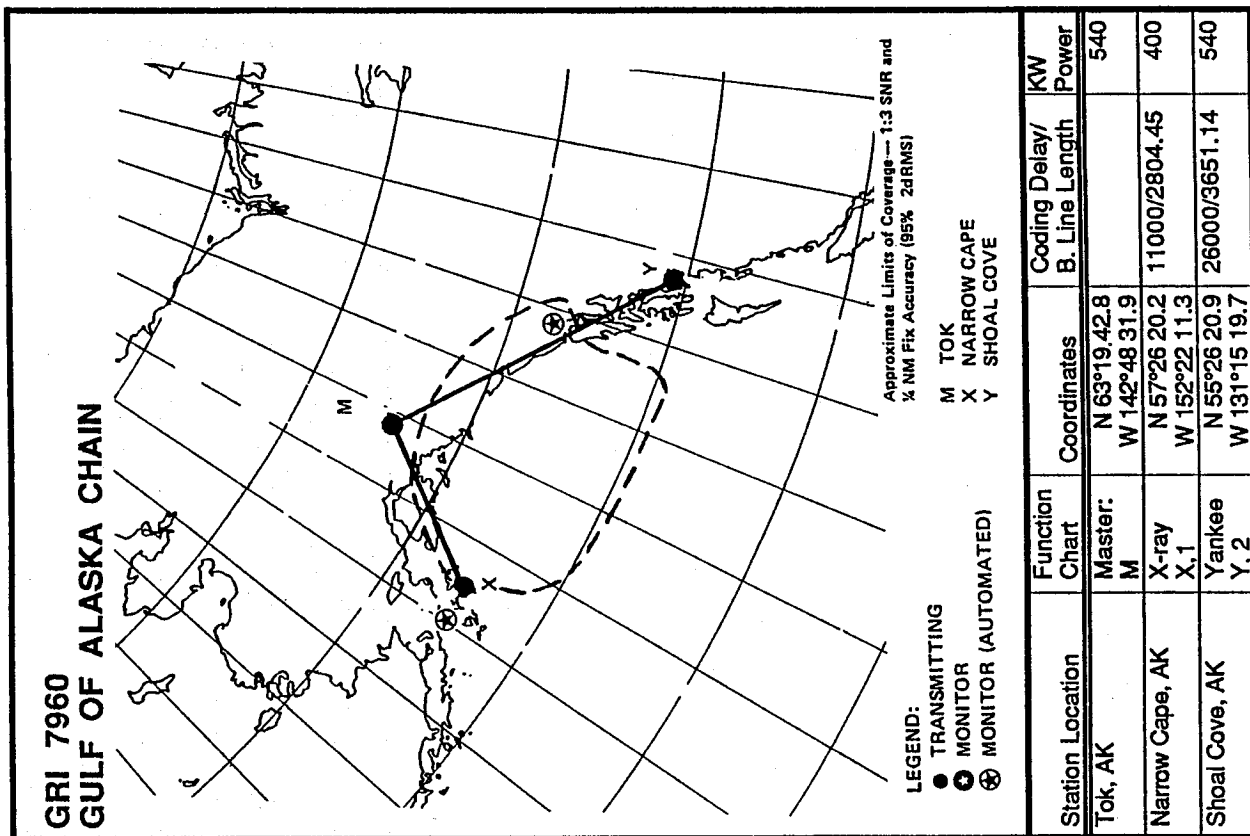 GRI 7960
GULF OF ALASKA CHAIN
M
X
Y
Approximate Limits of Coverage — 1:3 SNR and
¼ NM Fix Accuracy (95% 2dRMS)
LEGEND:
TRANSMITTING
MONITOR
MONITOR (AUTOMATED)
M TOK
X NARROW CAPE
Y SHOAL COVE
Station Location Function Chart Coordinates Coding Delay/ B. Line Length KW Power
Tok, AK Master: M N 63°19.42.8 W 142°48 31.9 540
Narrow Cape, AK X-ray X,1 N 57°26 20.2 W 152°22 11.3 11000/2804.45 400
Shoal Cove, AK Yankee Y, 2 N 55°26 20.9 W 131°15 19.7 26000/3651.14 540